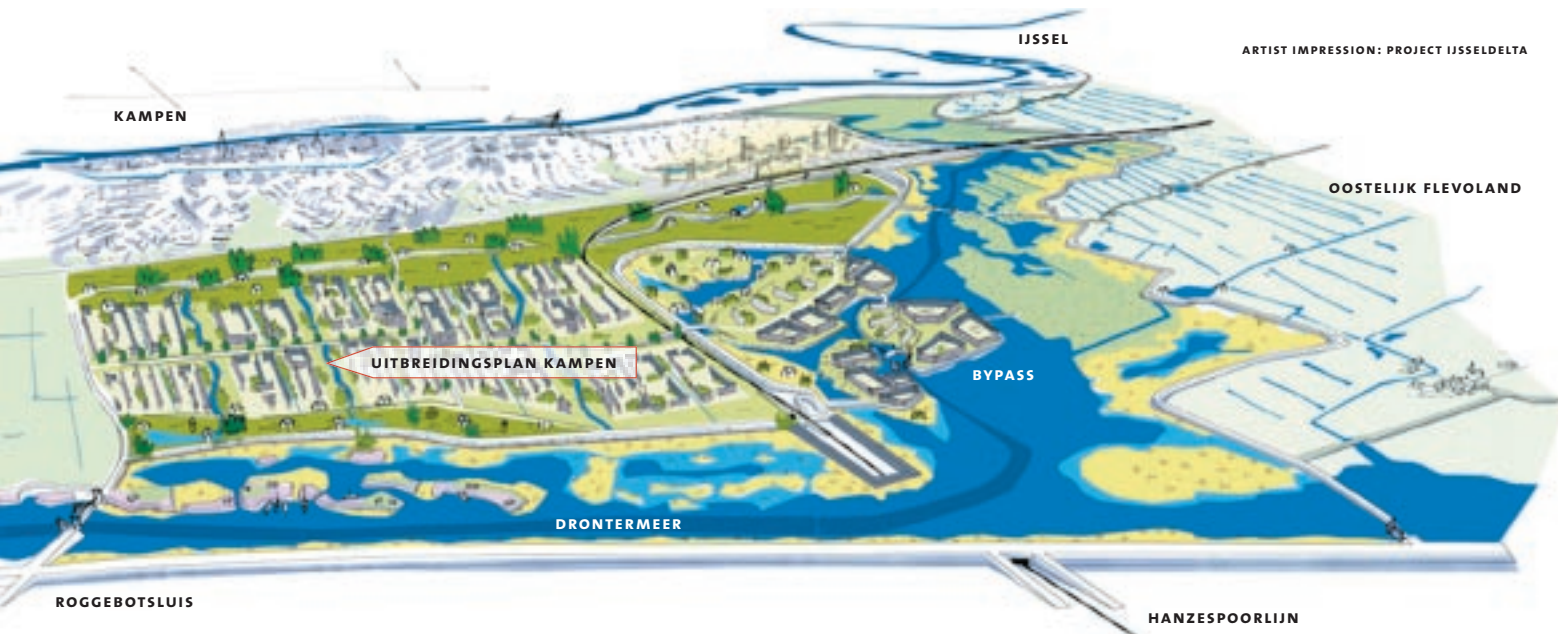 IJSSEL
ARTIST IMPRESSION: PROJECT IJSSELDELTA
KAMPEN
OOSTELIJK FLEVOLAND
UITBREIDINGSPLAN KAMPEN
BYPASS
DRONTERMEER
ROGGEBOTSLUIS
HANZESPOORLIJN